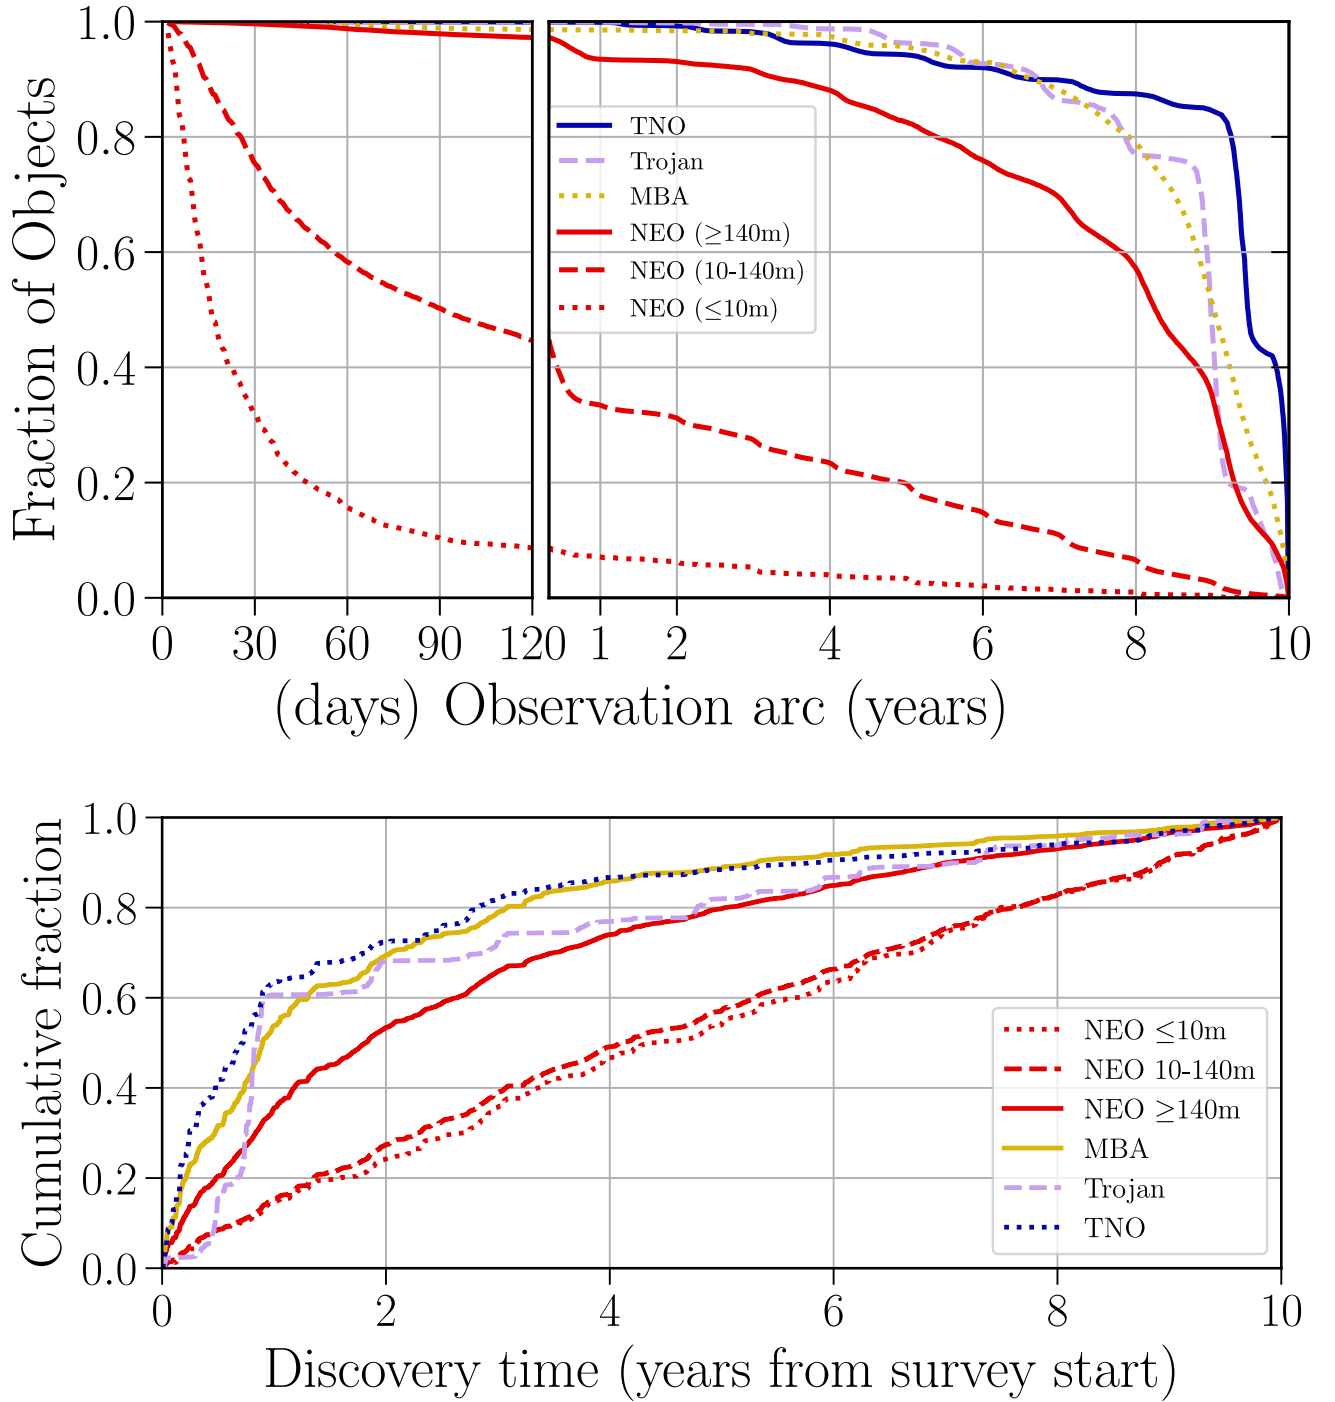 1.0
0.8
0.6
0.4
0.2
0.0
Fraction of Objects
TNO
Trojan
MBA
NEO (≥140m)
NEO (10-140m)
NEO (≤10m)
0 30 60 90 120 1 2 4 6 8 10
(days) Observation arc (years)
1.0
0.8
0.6
0.4
0.2
0.0
Cumulative fraction
NEO ≤10m
NEO 10-140m
NEO ≥140m
MBA
Trojan
TNO
0 2 4 6 8 10
Discovery time (years from survey start)